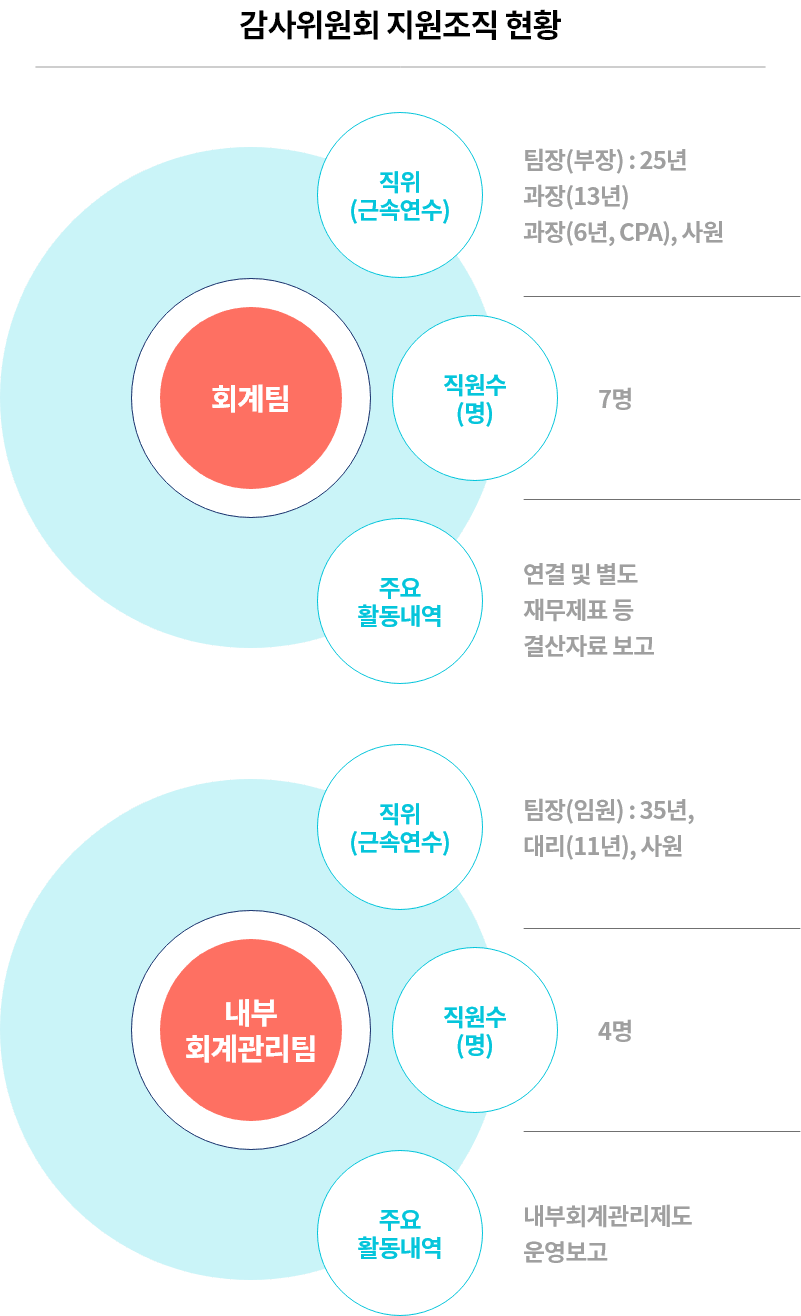 감사위원회 지원조직 현황
회계팀
직위
(근속연수)
팀장(부장) : 25년
과장(13년)
과장(6년, CPA), 사원
직원수
(명)
7명
주요
활동내역
연결 및 별도
재무제표 등
결산자료 보고
내부
회계관리팀
직위
(근속연수)
팀장(임원) : 35년,
대리(11년), 사원
직원수
(명)
4명
주요
활동내역
내부회계관리제도
운영보고